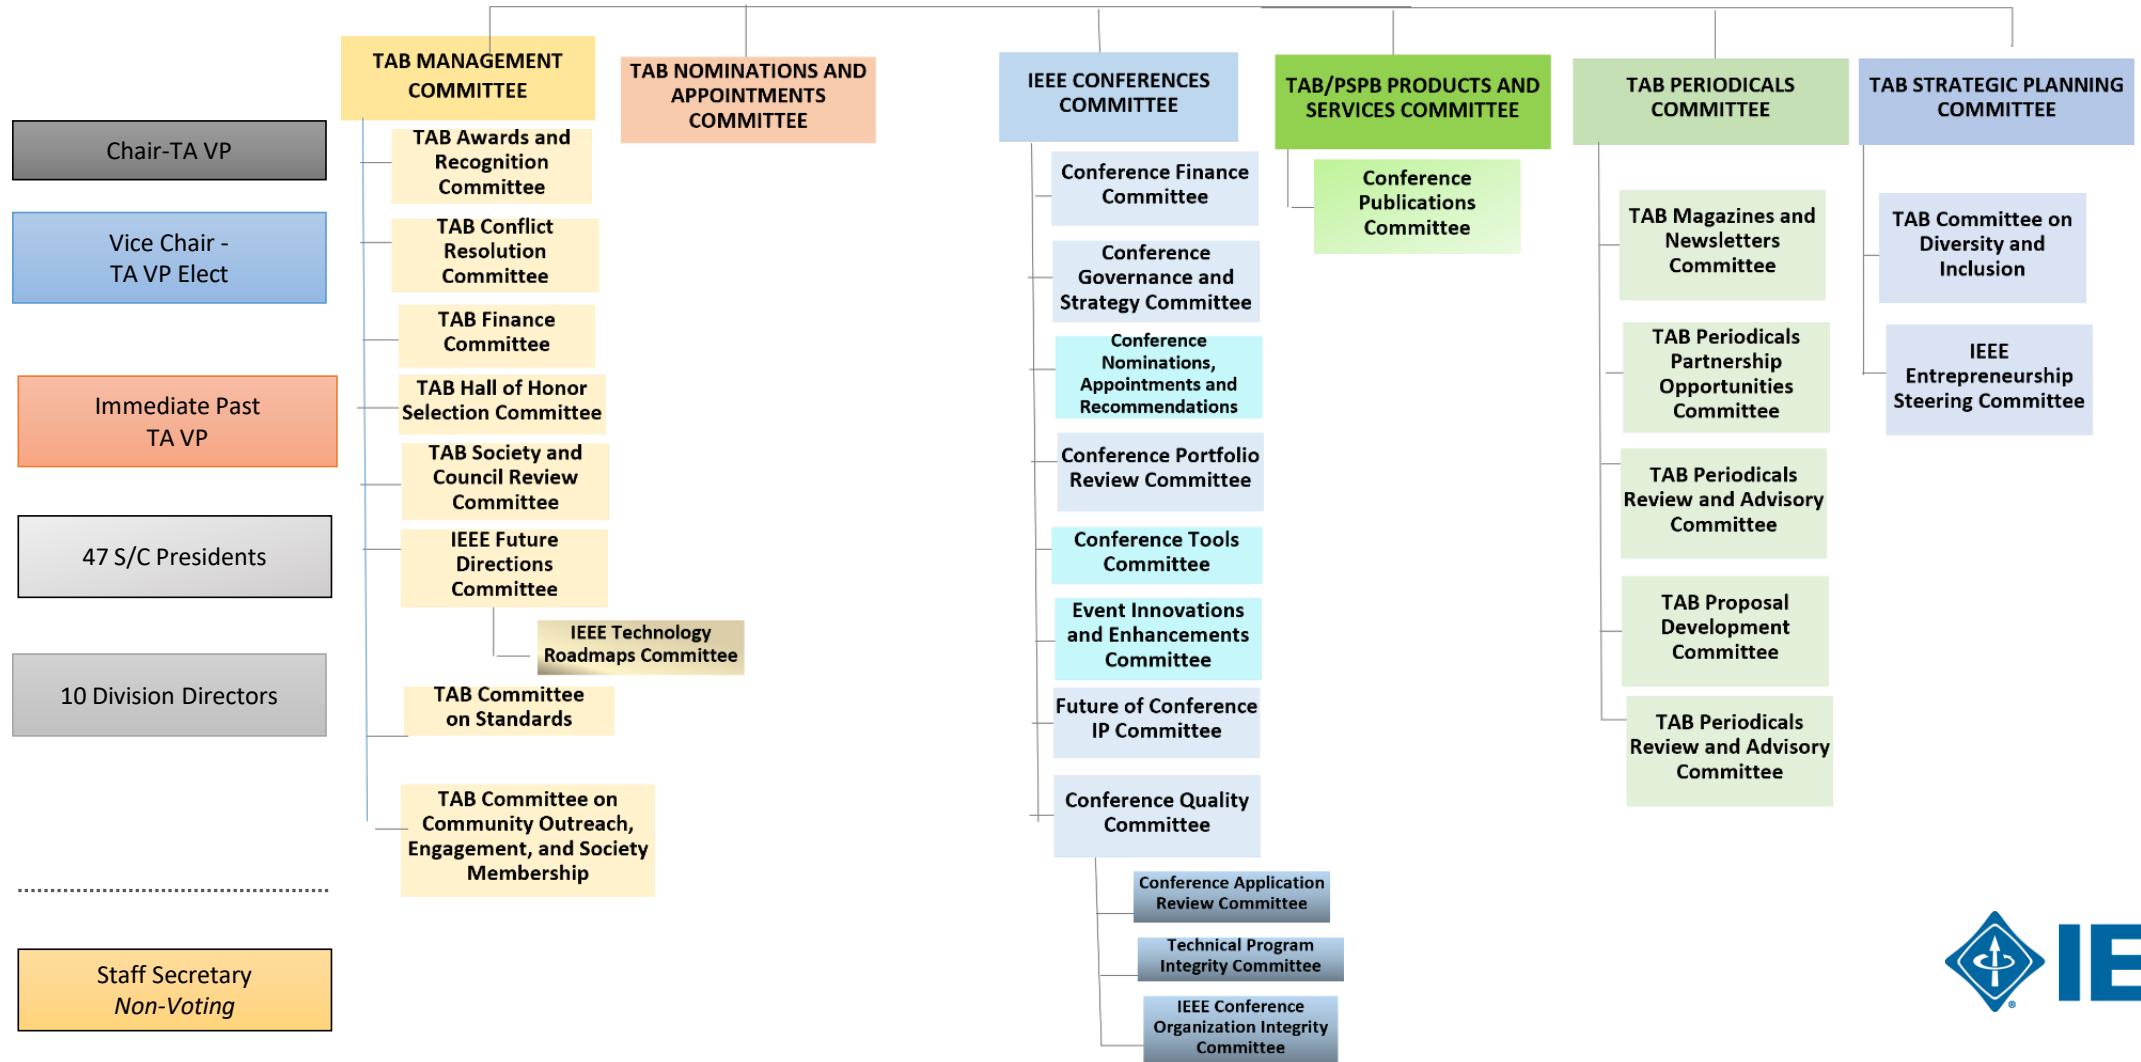 Chair-TA VP
Vice Chair -
TA VP Elect
Immediate Past
TA VP
47 S/C Presidents
10 Division Directors
Staff Secretary
Non-Voting
TAB MANAGEMENT
COMMITTEE
TAB Awards and
Recognition
Committee
TAB Conflict
Resolution
Committee
TAB Finance
Committee
TAB Hall of Honor
Selection Committee
TAB Society and
Council Review
Committee
IEEE Future
Directions
Committee
IEEE Technology
Roadmaps Committee
TAB Committee
on Standards
TAB Committee on
Community Outreach,
Engagement, and Society
Membership
TAB NOMINATIONS AND
APPOINTMENTS
COMMITTEE
IEEE CONFERENCES
COMMITTEE
Conference Finance
Committee
Conference
Governance and
Strategy Committee
Conference
Nominations,
Appointments and
Recommendations
Conference Portfolio
Review Committee
Conference Tools
Committee
Event Innovations
and Enhancements
Committee
Future of Conference
IP Committee
Conference Quality
Committee
Conference Application
Review Committee
Technical Program
Integrity Committee
IEEE Conference
Organization Integrity
Committee
TAB/PSPB PRODUCTS AND
SERVICES COMMITTEE
Conference
Publications
Committee
TAB PERIODICALS
COMMITTEE
TAB Magazines and
Newsletters
Committee
TAB Periodicals
Partnership
Opportunities
Committee
TAB Periodicals
Review and Advisory
Committee
TAB Proposal
Development
Committee
TAB Periodicals
Review and Advisory
Committee
TAB STRATEGIC PLANNING
COMMITTEE
TAB Committee on
Diversity and
Inclusion
IEEE
Entrepreneurship
Steering Committee
IE